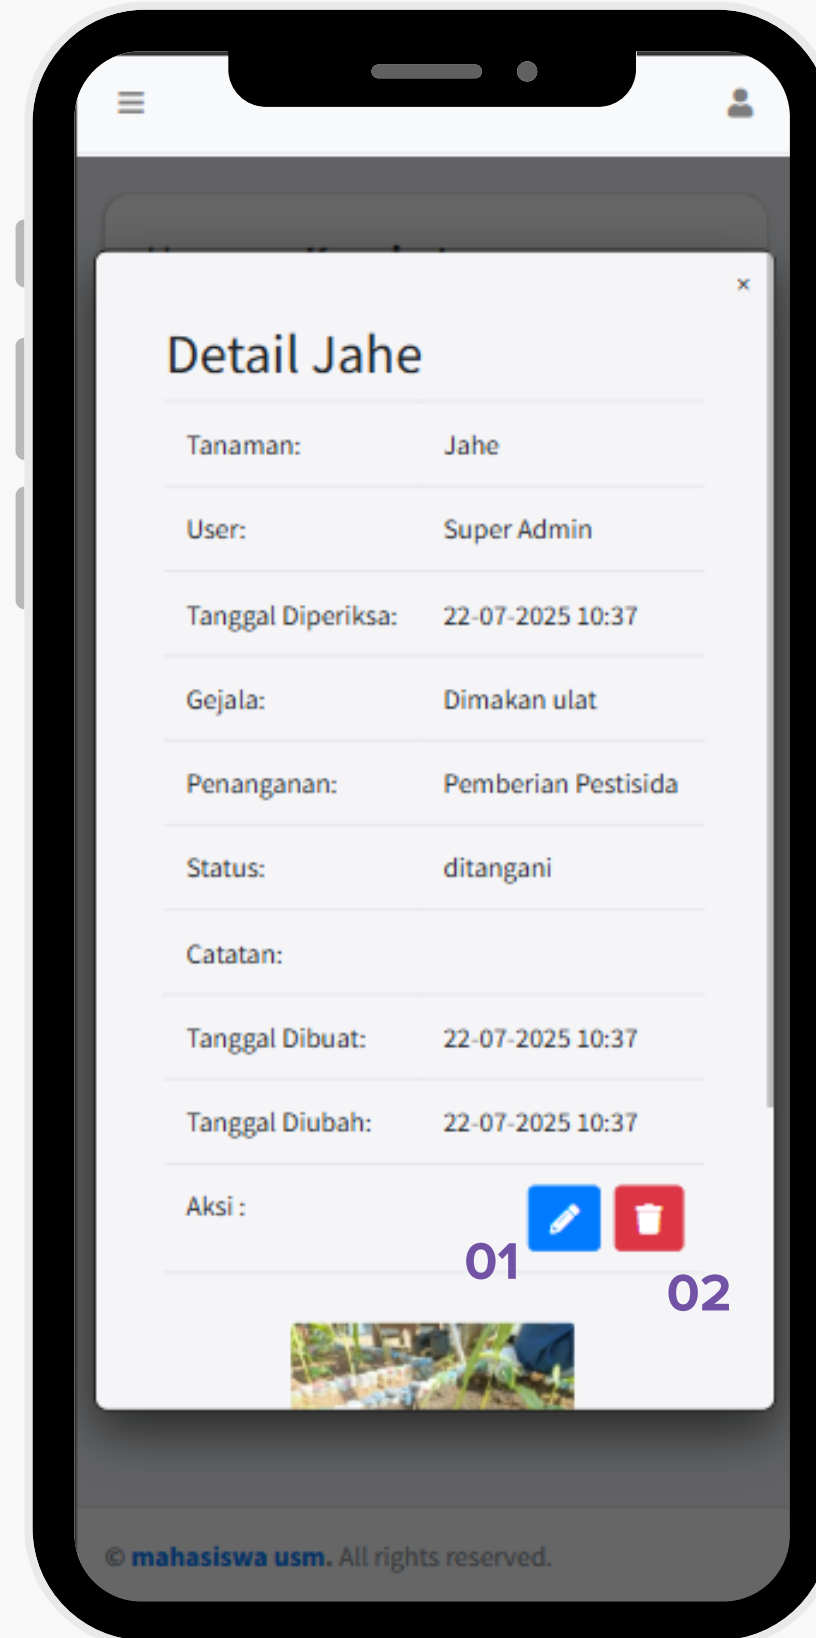 ×
Detail Jahe
Tanaman: Jahe
User: Super Admin
Tanggal Diperiksa: 22-07-2025 10:37
Gejala: Dimakan ulat
Penanganan: Pemberian Pestisida
Status: ditangani
Catatan:
Tanggal Dibuat: 22-07-2025 10:37
Tanggal Diubah: 22-07-2025 10:37
Aksi :
01
02
© mahasiswa usm. All rights reserved.